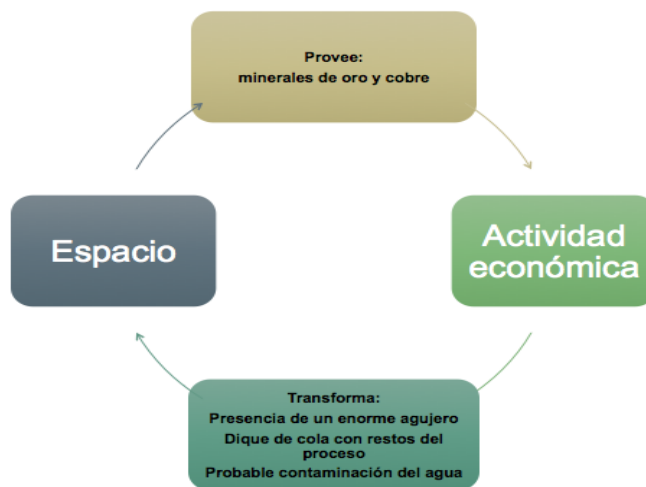 Provee:
minerales de oro y cobre
Espacio
Actividad
económica
Transforma:
Presencia de un enorme agujero
Dique de cola con restos del
proceso
Probable contaminación del agua